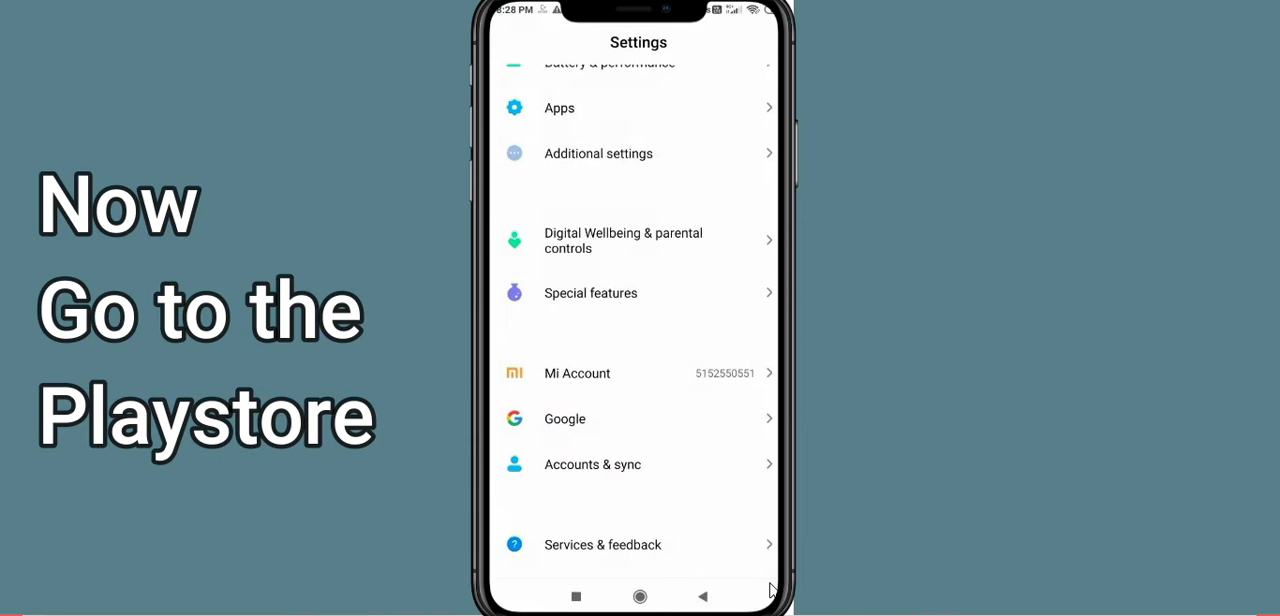 Now
Go to the
Playstore
8:28 PM
Settings
Battery & performance
Apps
Additional settings
Digital Wellbeing & parental
controls
Special features
Mi Account 5152550551
Google
Accounts & sync
Services & feedback